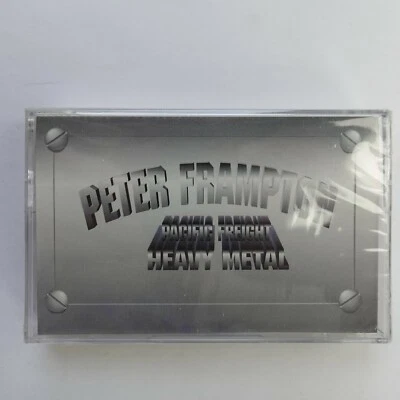 PETER FRAMPTON
PACIFIC FREIGHT
HEAVY METAL